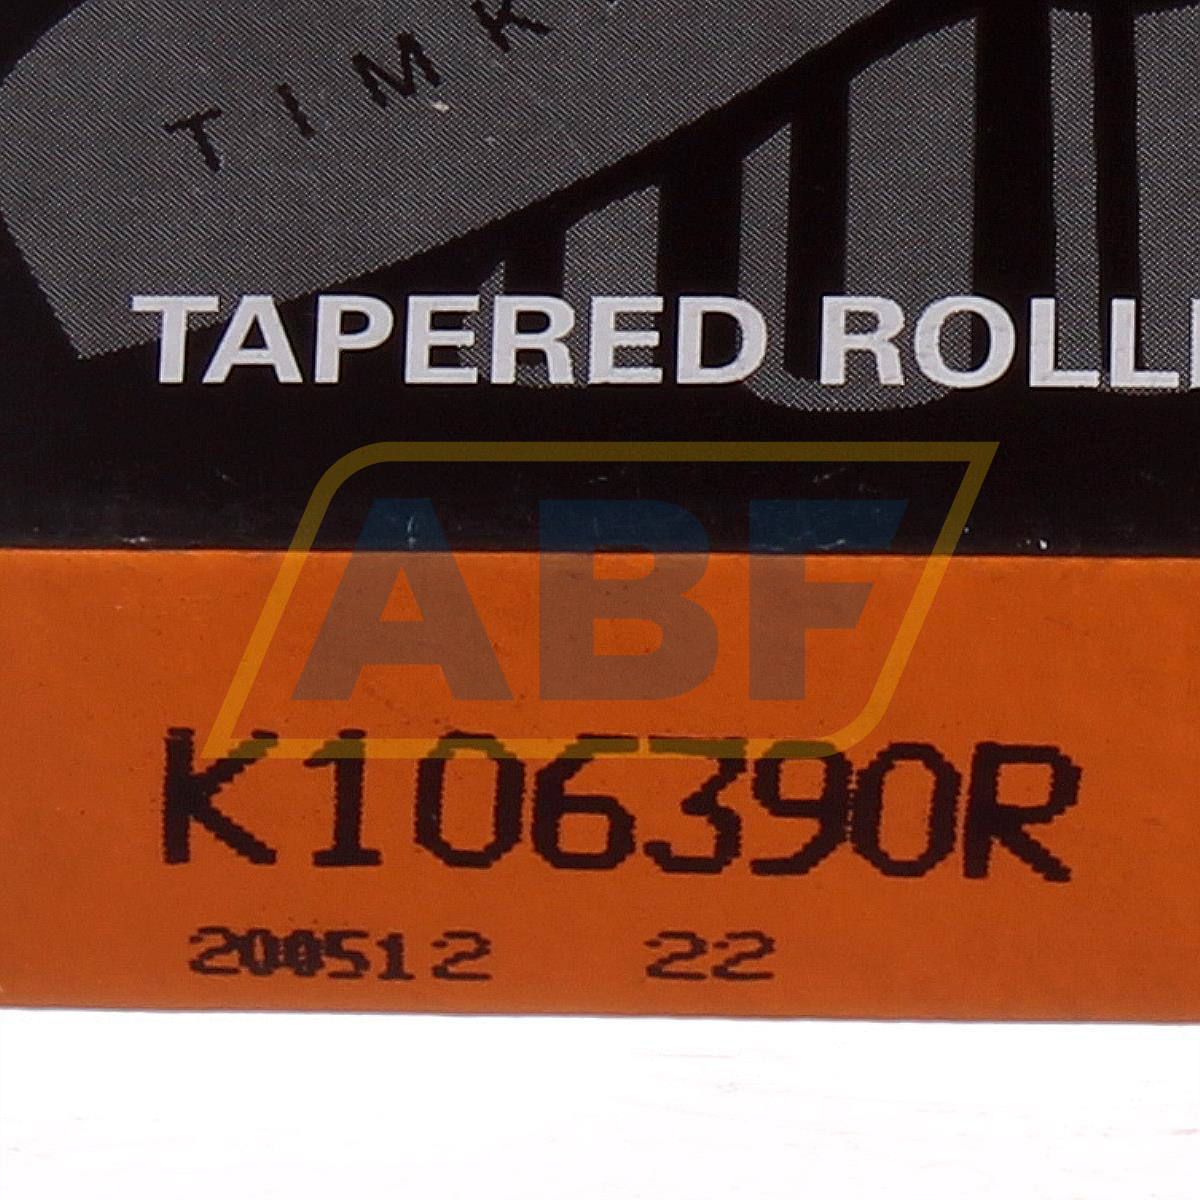 TIMK
TAPERED ROLL
ABF
K106390R
200512 22